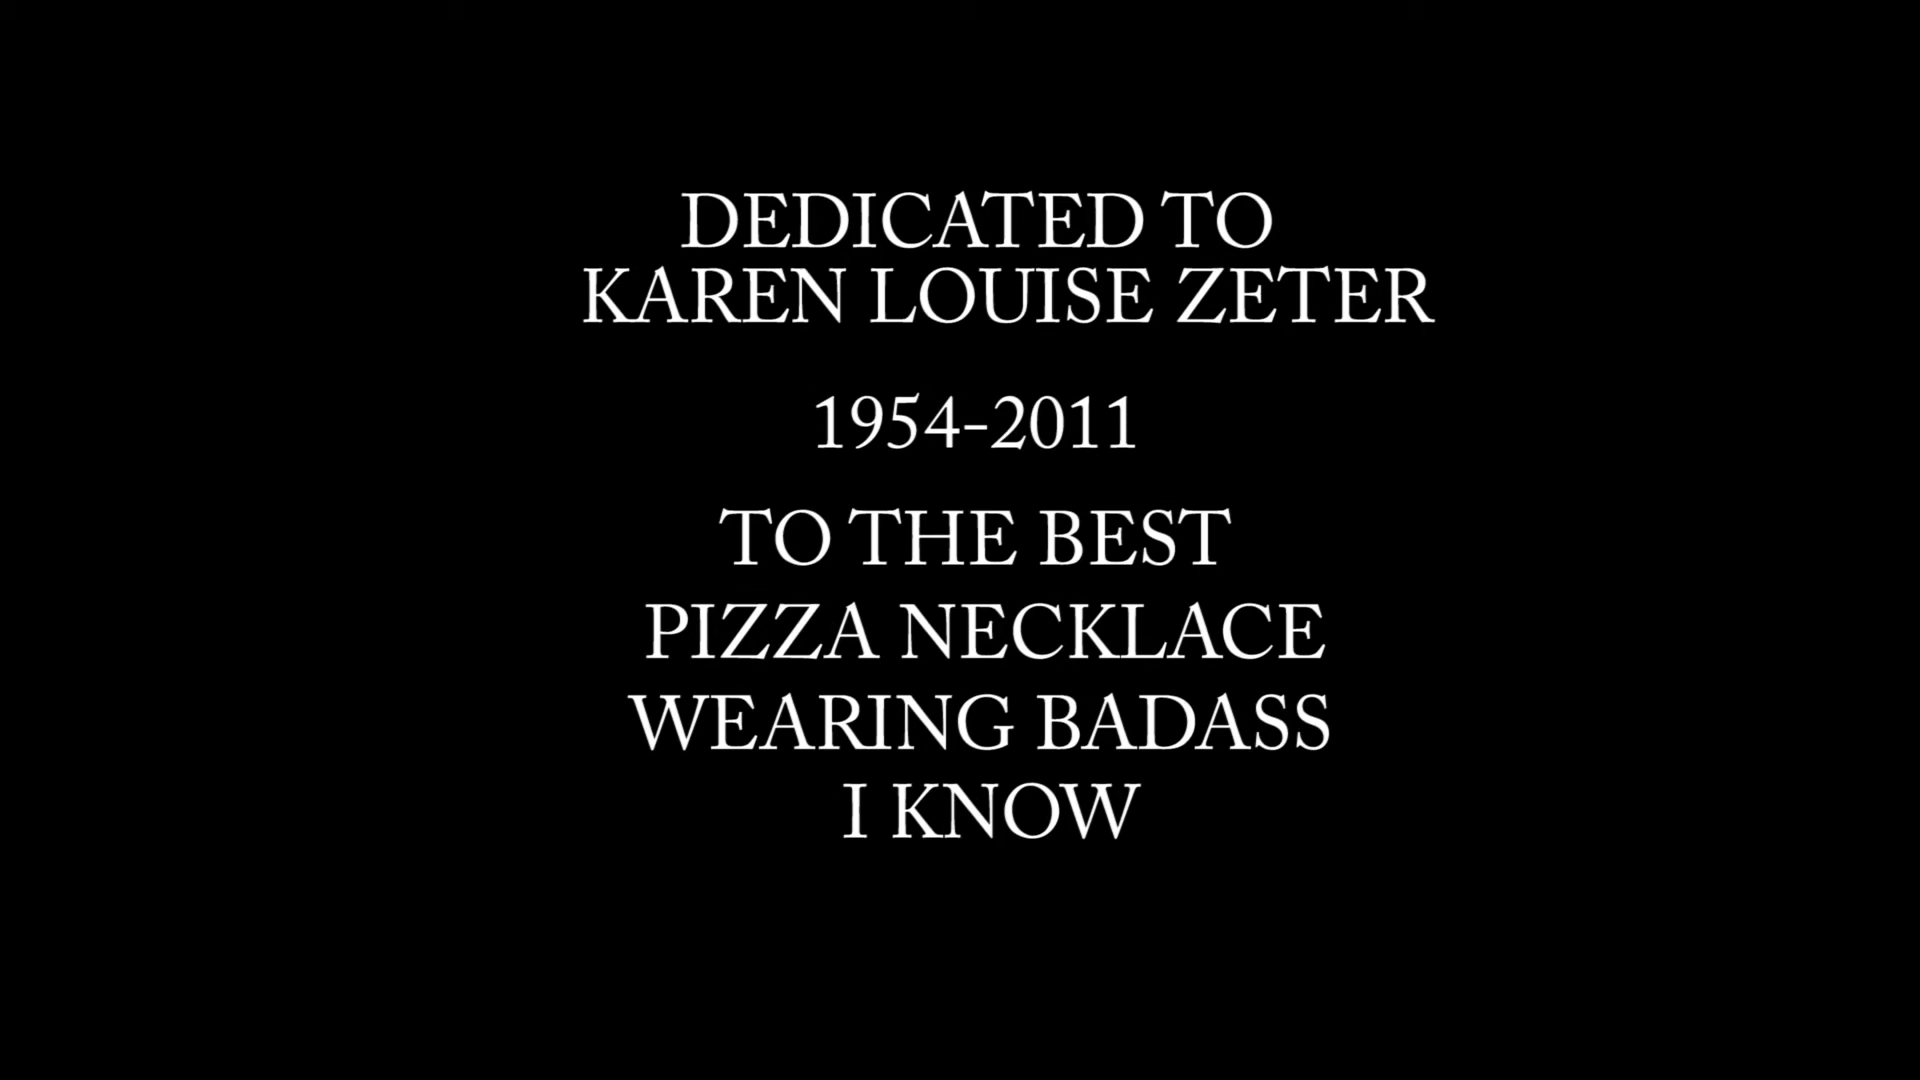 DEDICATED TO
KAREN LOUISE ZETER
1954-2011
TO THE BEST
PIZZA NECKLACE
WEARING BADASS
I KNOW